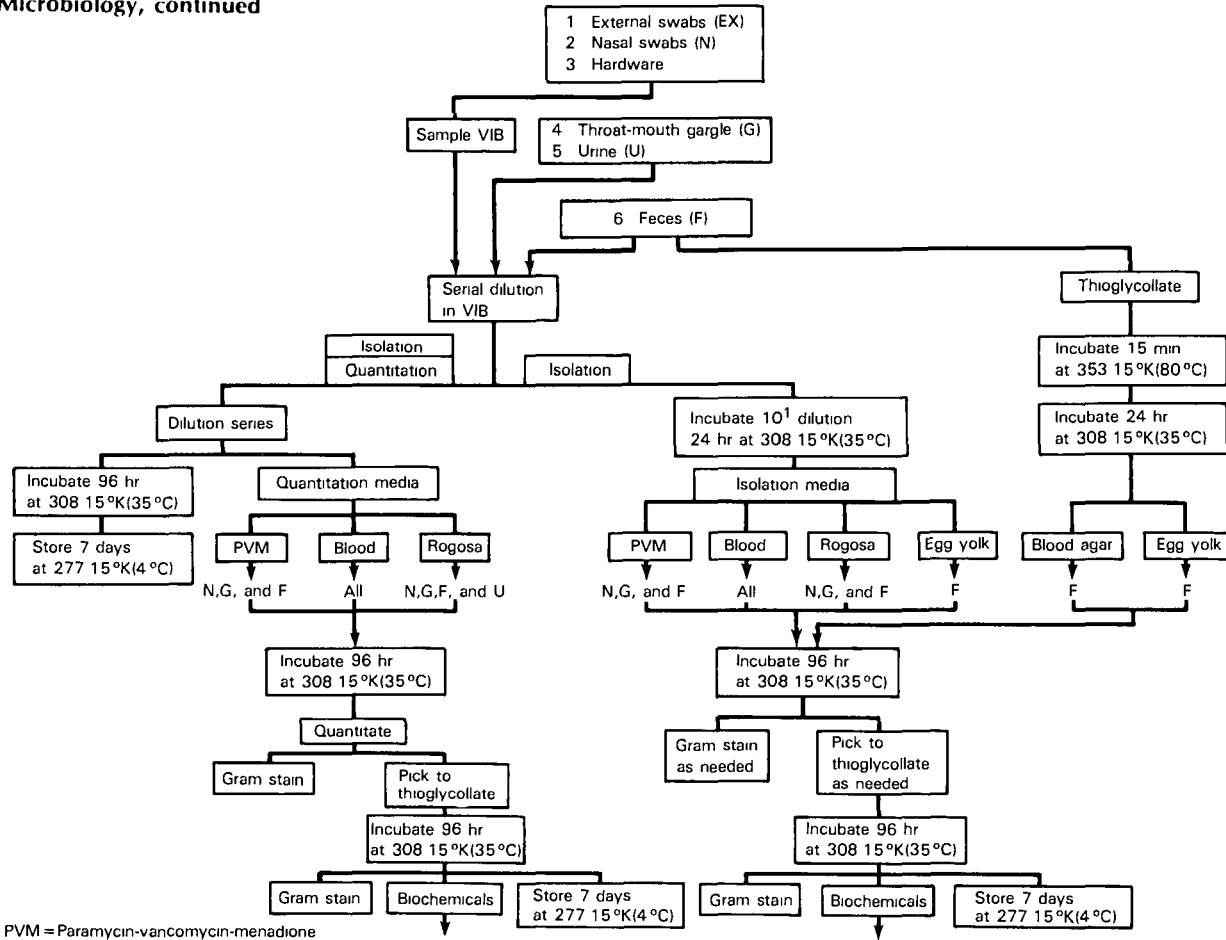 Microbiology, continued
1 External swabs (EX)
2 Nasal swabs (N)
3 Hardware
Sample VIB
4 Throat-mouth gargle (G)
5 Urine (U)
6 Feces (F)
Serial dilution
in VIB
Thioglycollate
Isolation
Quantitation
Isolation
Incubate 15 min
at 353 15°K(80°C)
Dilution series
Incubate 10¹ dilution
24 hr at 308 15°K(35°C)
Incubate 24 hr
at 308 15°K(35°C)
Incubate 96 hr
at 308 15°K(35°C)
Quantitation media
Isolation media
Store 7 days
at 277 15°K(4°C)
PVM
Blood
Rogosa
PVM
Blood
Rogosa
Egg yolk
Blood agar
Egg yolk
N,G, and F
All
N,G,F, and U
N,G, and F
All
N,G, and F
F
F
F
Incubate 96 hr
at 308 15°K(35°C)
Incubate 96 hr
at 308 15°K(35°C)
Quantitate
Gram stain
Pick to
thioglycollate
Gram stain
as needed
Pick to
thioglycollate
as needed
Incubate 96 hr
at 308 15°K(35°C)
Incubate 96 hr
at 308 15°K(35°C)
Gram stain
Biochemicals
Store 7 days
at 277 15°K(4°C)
Gram stain
Biochemicals
Store 7 days
at 277 15°K(4°C)
PVM = Paramycin-vancomycin-menadione